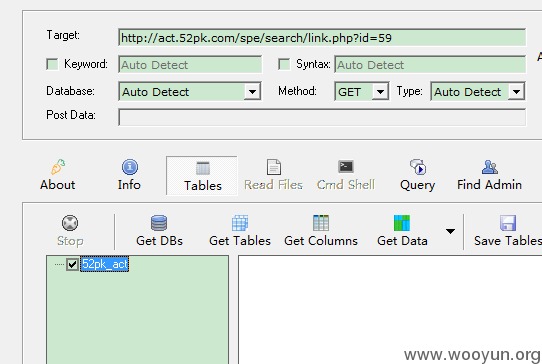 Target: http://act.52pk.com/spe/search/link.php?id=59
Keyword: Auto Detect Syntax: Auto Detect
Database: Auto Detect Method: GET Type: Auto Detect
Post Data:
About Info Tables Read Files Cmd Shell Query Find Admin
Stop Get DBs Get Tables Get Columns Get Data Save Tables
52pk_act
www.wooyun.org